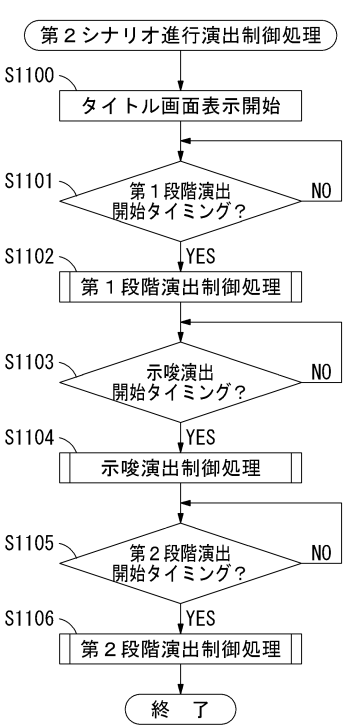 第２シナリオ進行演出制御処理
S1100
タイトル画面表示開始
S1101
第１段階演出
開始タイミング？
NO
YES
S1102
第１段階演出制御処理
S1103
示唆演出
開始タイミング？
NO
YES
S1104
示唆演出制御処理
S1105
第２段階演出
開始タイミング？
NO
YES
S1106
第２段階演出制御処理
終　了